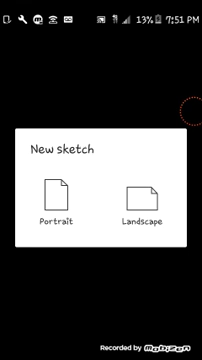 13% 7:51 PM
New sketch
Portrait Landscape
Recorded by Mobizen